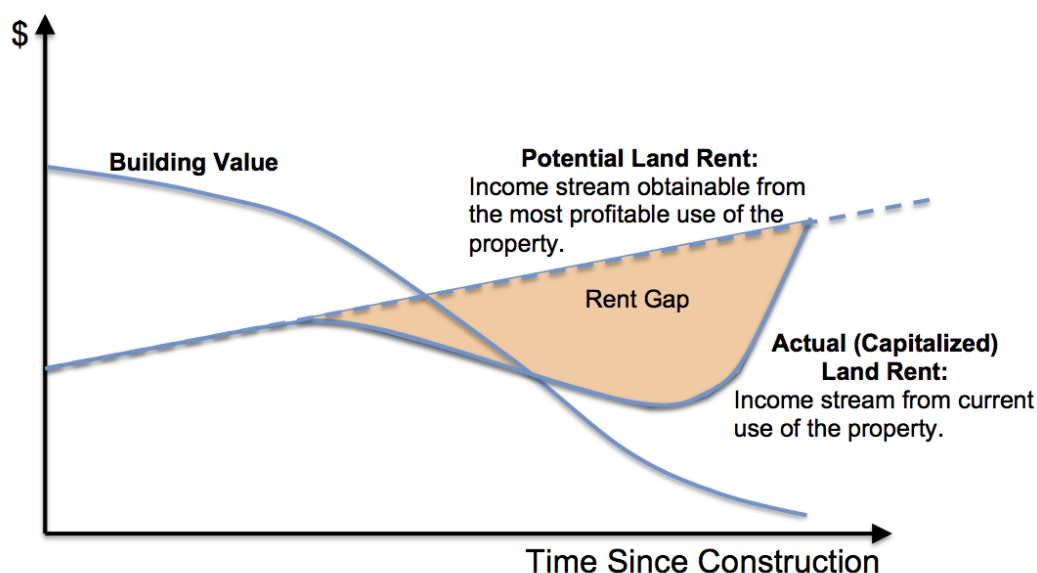 $
Building Value
Potential Land Rent:
Income stream obtainable from
the most profitable use of the
property.
Rent Gap
Actual (Capitalized)
Land Rent:
Income stream from current
use of the property.
Time Since Construction